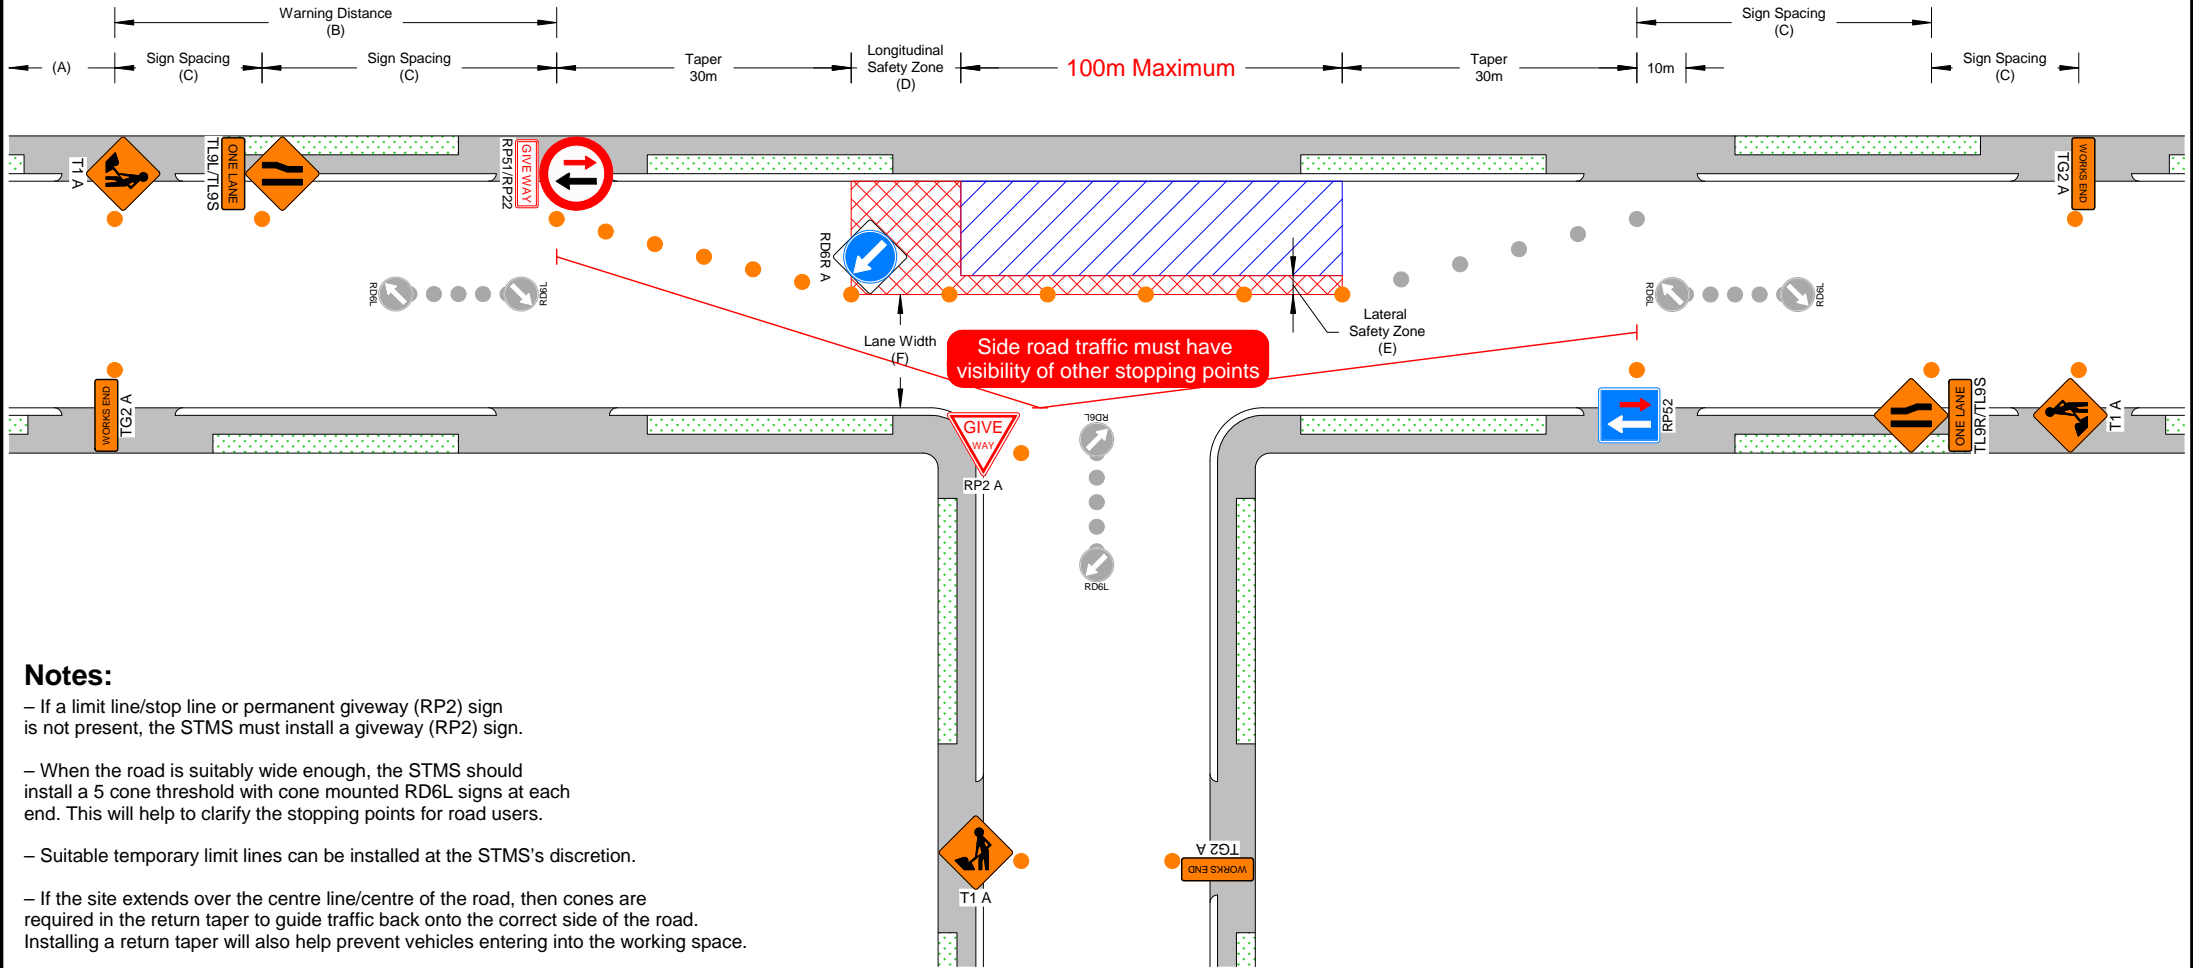 Warning Distance
(B)
Sign Spacing
(C)
(A)
Sign Spacing
(C)
Sign Spacing
(C)
Taper
30m
Longitudinal
Safety Zone
(D)
100m Maximum
Taper
30m
10m
Sign Spacing
(C)
T1 A
TL9L/TL9S
ONE LANE
RP51/RP22
GIVE WAY
RD6R A
TG2 A
WORKS END
RD6L
RD6L
RD6L
RD6L
Lane Width
(F)
Lateral
Safety Zone
(E)
Side road traffic must have
visibility of other stopping points
WORKS END
TG2 A
GIVE
WAY
RP2 A
RD6L
RD6L
RP52
ONE LANE
TL9R/TL9S
T1 A
T1 A
TG2 A
WORKS END
Notes:
– If a limit line/stop line or permanent giveway (RP2) sign
is not present, the STMS must install a giveway (RP2) sign.
– When the road is suitably wide enough, the STMS should
install a 5 cone threshold with cone mounted RD6L signs at each
end. This will help to clarify the stopping points for road users.
– Suitable temporary limit lines can be installed at the STMS's discretion.
– If the site extends over the centre line/centre of the road, then cones are
required in the return taper to guide traffic back onto the correct side of the road.
Installing a return taper will also help prevent vehicles entering into the working space.